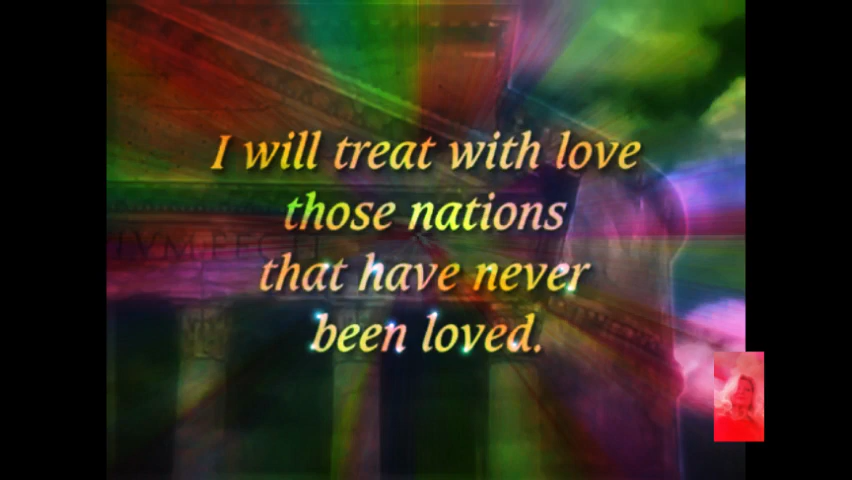 I will treat with love
those nations
that have never
been loved.